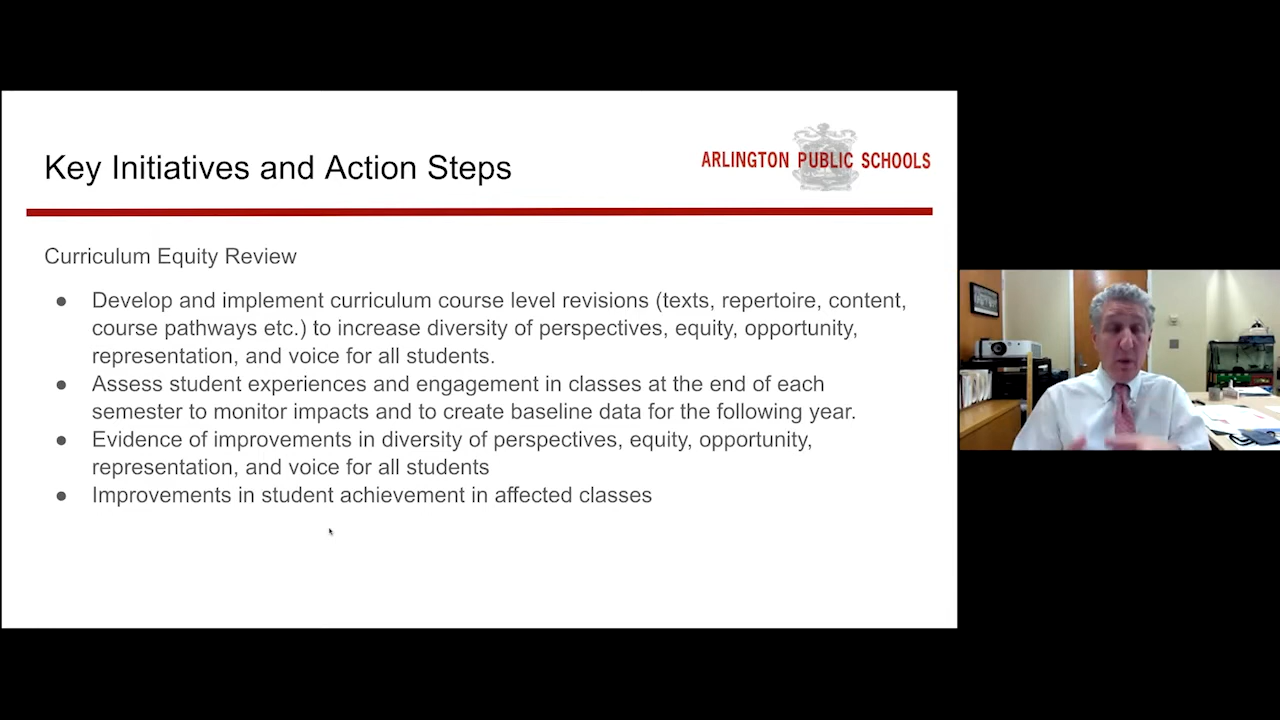 Key Initiatives and Action Steps
ARLINGTON PUBLIC SCHOOLS
Curriculum Equity Review
● Develop and implement curriculum course level revisions (texts, repertoire, content,
course pathways etc.) to increase diversity of perspectives, equity, opportunity,
representation, and voice for all students.
● Assess student experiences and engagement in classes at the end of each
semester to monitor impacts and to create baseline data for the following year.
● Evidence of improvements in diversity of perspectives, equity, opportunity,
representation, and voice for all students
● Improvements in student achievement in affected classes